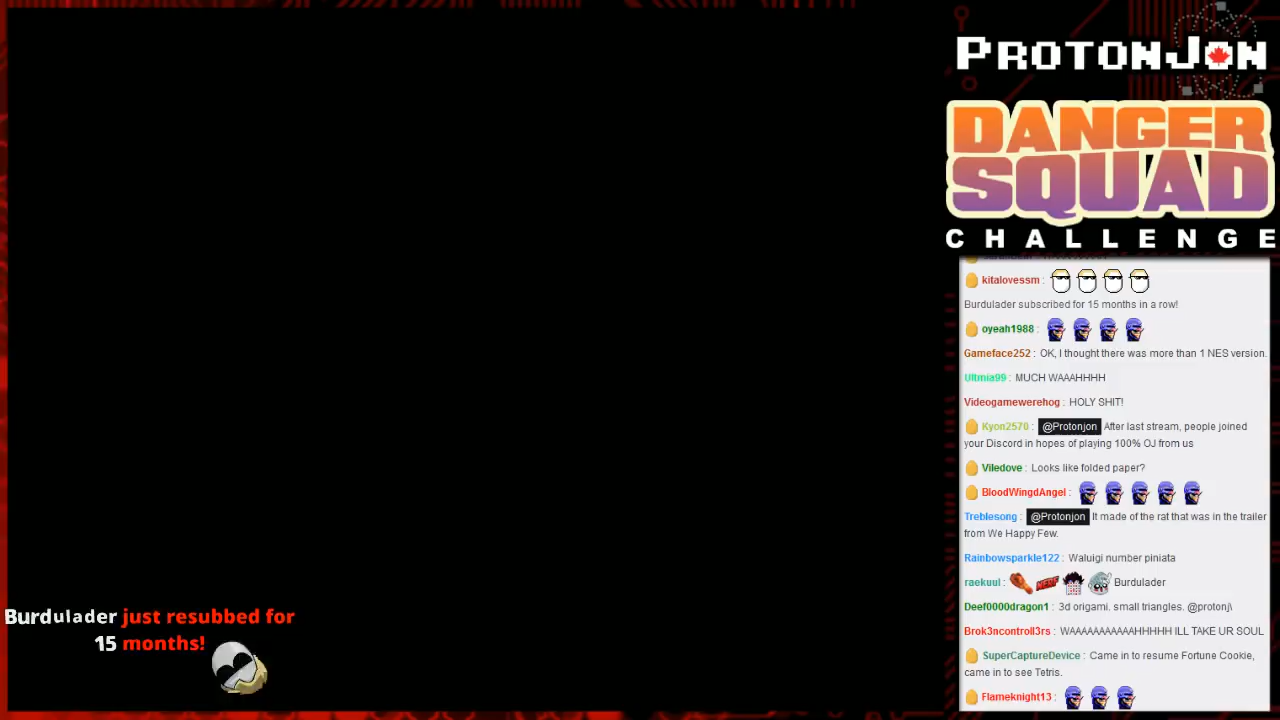 PROTONJON
DANGER
SQUAD
CHALLENGE
kitalovessm :
Burdulader subscribed for 15 months in a row!
oyeah1988 :
Gameface252 : OK, I thought there was more than 1 NES version.
Ultmia99 : MUCH WAAAHHHH
Videogamewerehog : HOLY SHIT!
Kyon2570 : @Protonjon After last stream, people joined
your Discord in hopes of playing 100% OJ from us
Viledove : Looks like folded paper?
BloodWingdAngel :
Treblesong : @Protonjon It made of the rat that was in the trailer
from We Happy Few.
Rainbowsparkle122 : Waluigi number piniata
raekuul : NEW! Burdulader
Deef0000dragon1 : 3d origami. small triangles. @protonj\
Brok3ncontroll3rs : WAAAAAAAAAAAHHHHH ILL TAKE UR SOUL
SuperCaptureDevice : Came in to resume Fortune Cookie,
came in to see Tetris.
Flameknight13 :
Burdulader just resubbed for
15 months!